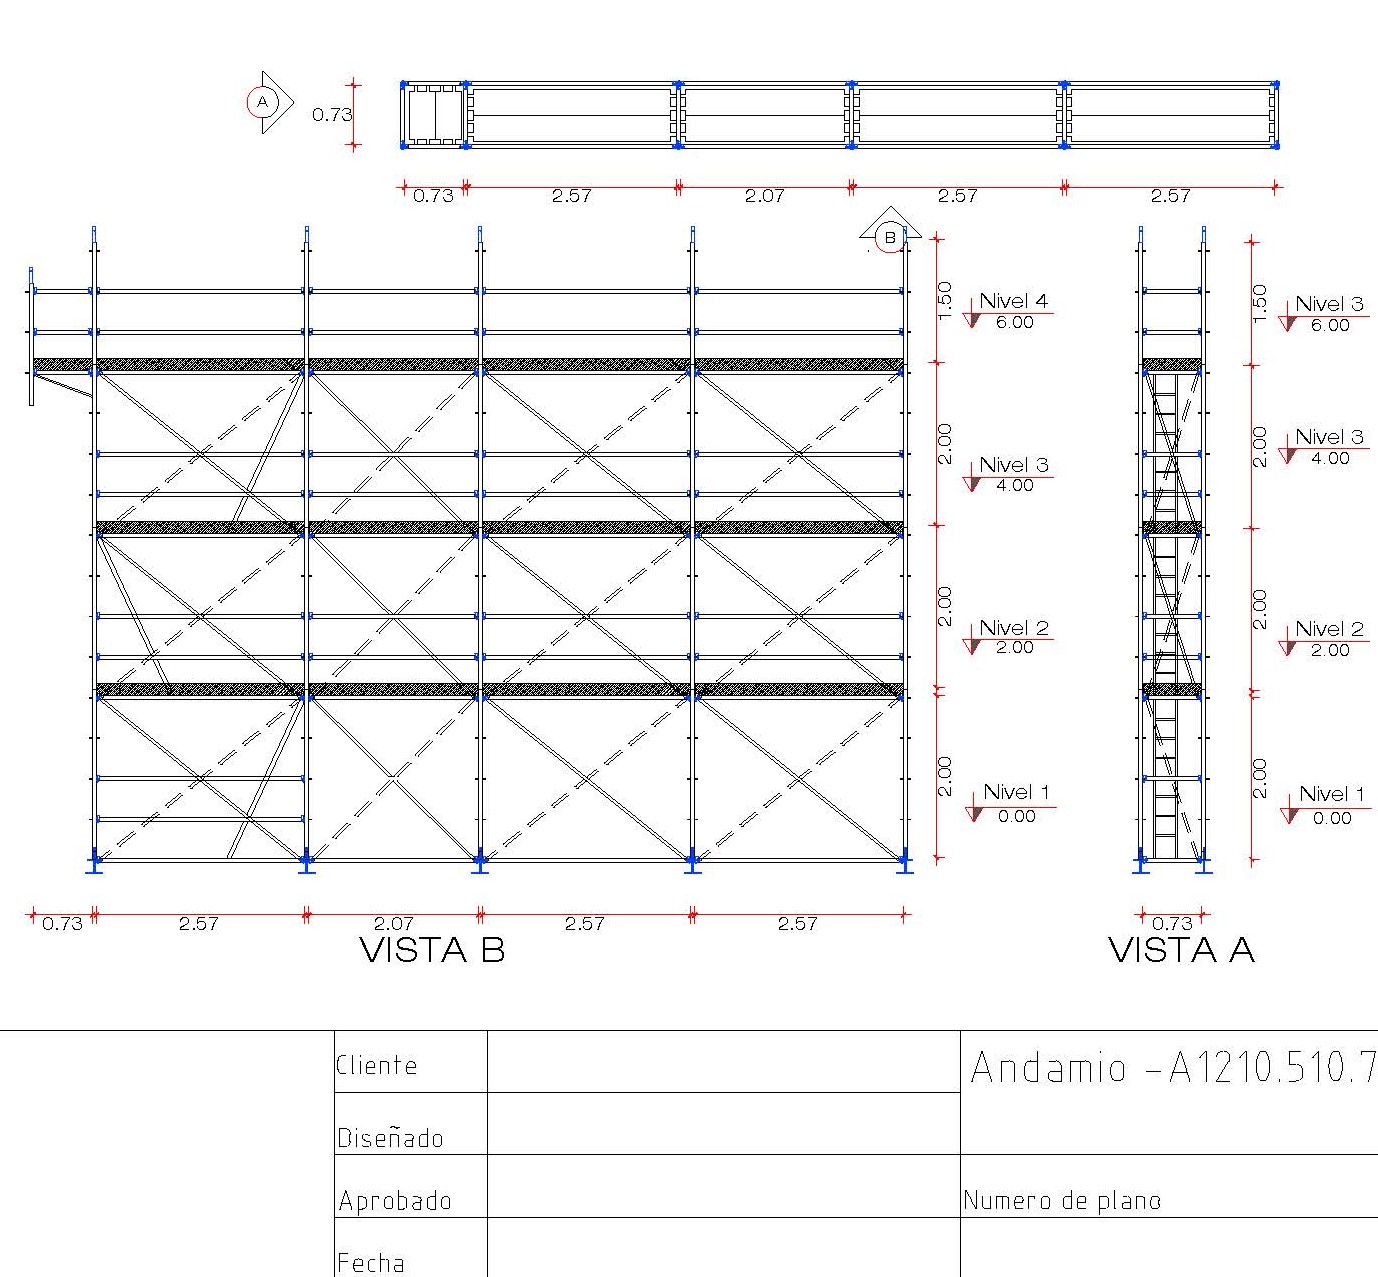 A
0.73
0.73 2.57 2.07 2.57 2.57
B
1.50
Nivel 4
6.00
2.00
Nivel 3
4.00
2.00
Nivel 2
2.00
2.00
Nivel 1
0.00
1.50
Nivel 3
6.00
2.00
Nivel 3
4.00
2.00
Nivel 2
2.00
2.00
Nivel 1
0.00
0.73 2.57 2.07 2.57 2.57
VISTA B
0.73
VISTA A
Cliente
Andamio -A1210.510.7
Diseñado
Aprobado
Numero de plano
Fecha